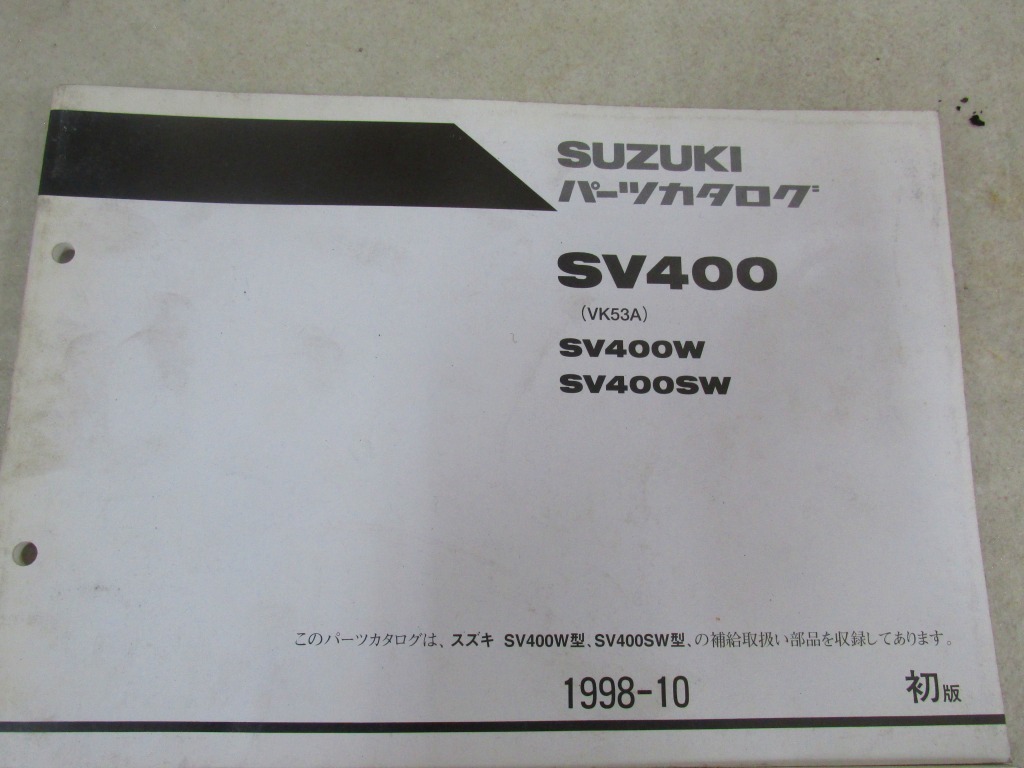 SUZUKI
パーツカタログ
SV400
(VK53A)
SV400W
SV400SW
このパーツカタログは、スズキ SV400W型、SV400SW型、の補給取扱い部品を収録してあります。
1998-10 初版